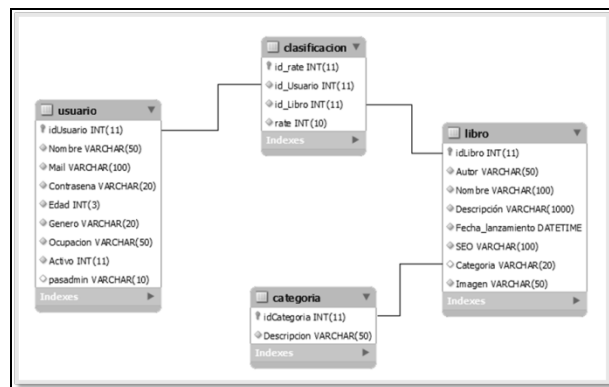 clasificacion
id_rate INT(11)
id_Usuario INT(11)
id_Libro INT(11)
rate INT(10)
Indexes
usuario
idUsuario INT(11)
Nombre VARCHAR(50)
Mail VARCHAR(100)
Contrasena VARCHAR(20)
Edad INT(3)
Genero VARCHAR(20)
Ocupacion VARCHAR(50)
Activo INT(11)
pasadmin VARCHAR(10)
Indexes
libro
idLibro INT(11)
Autor VARCHAR(50)
Nombre VARCHAR(100)
Descripción VARCHAR(1000)
Fecha_lanzamiento DATETIME
SEO VARCHAR(100)
Categoria VARCHAR(20)
Imagen VARCHAR(50)
Indexes
categoria
idCategoria INT(11)
Descripcion VARCHAR(50)
Indexes